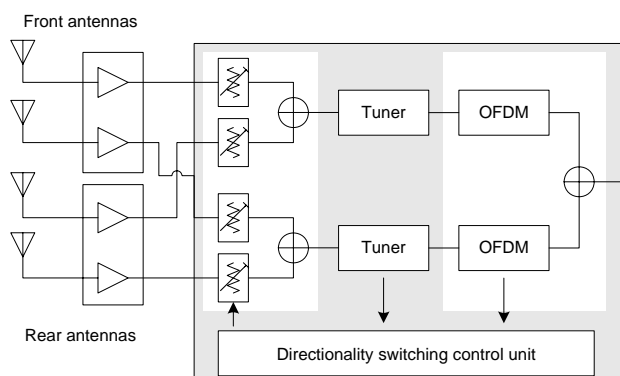 Front antennas
Tuner
OFDM
Tuner
OFDM
Rear antennas
Directionality switching control unit